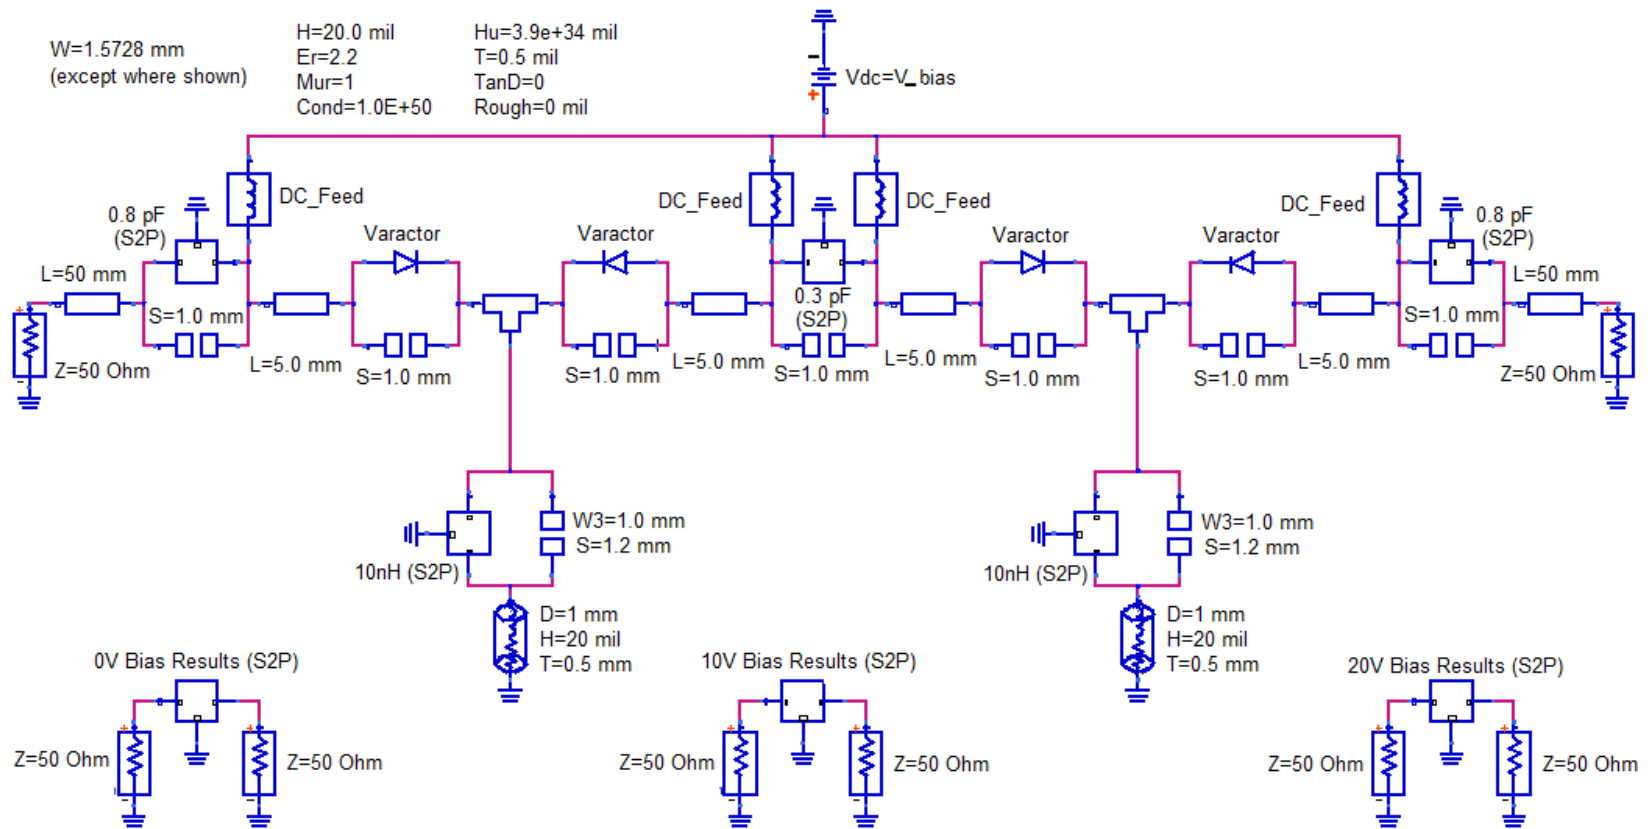 W=1.5728 mm
(except where shown)
H=20.0 mil
Er=2.2
Mur=1
Cond=1.0E+50
Hu=3.9e+34 mil
T=0.5 mil
TanD=0
Rough=0 mil
Vdc=V_bias
DC_Feed
DC_Feed
DC_Feed
DC_Feed
0.8 pF
(S2P)
0.8 pF
(S2P)
Varactor
Varactor
Varactor
Varactor
L=50 mm
L=50 mm
0.3 pF
(S2P)
S=1.0 mm
S=1.0 mm
Z=50 Ohm
L=5.0 mm
S=1.0 mm
S=1.0 mm
L=5.0 mm
S=1.0 mm
L=5.0 mm
S=1.0 mm
S=1.0 mm
L=5.0 mm
Z=50 Ohm
W3=1.0 mm
S=1.2 mm
10nH (S2P)
W3=1.0 mm
S=1.2 mm
10nH (S2P)
D=1 mm
H=20 mil
T=0.5 mm
D=1 mm
H=20 mil
T=0.5 mm
0V Bias Results (S2P)
10V Bias Results (S2P)
20V Bias Results (S2P)
Z=50 Ohm
Z=50 Ohm
Z=50 Ohm
Z=50 Ohm
Z=50 Ohm
Z=50 Ohm